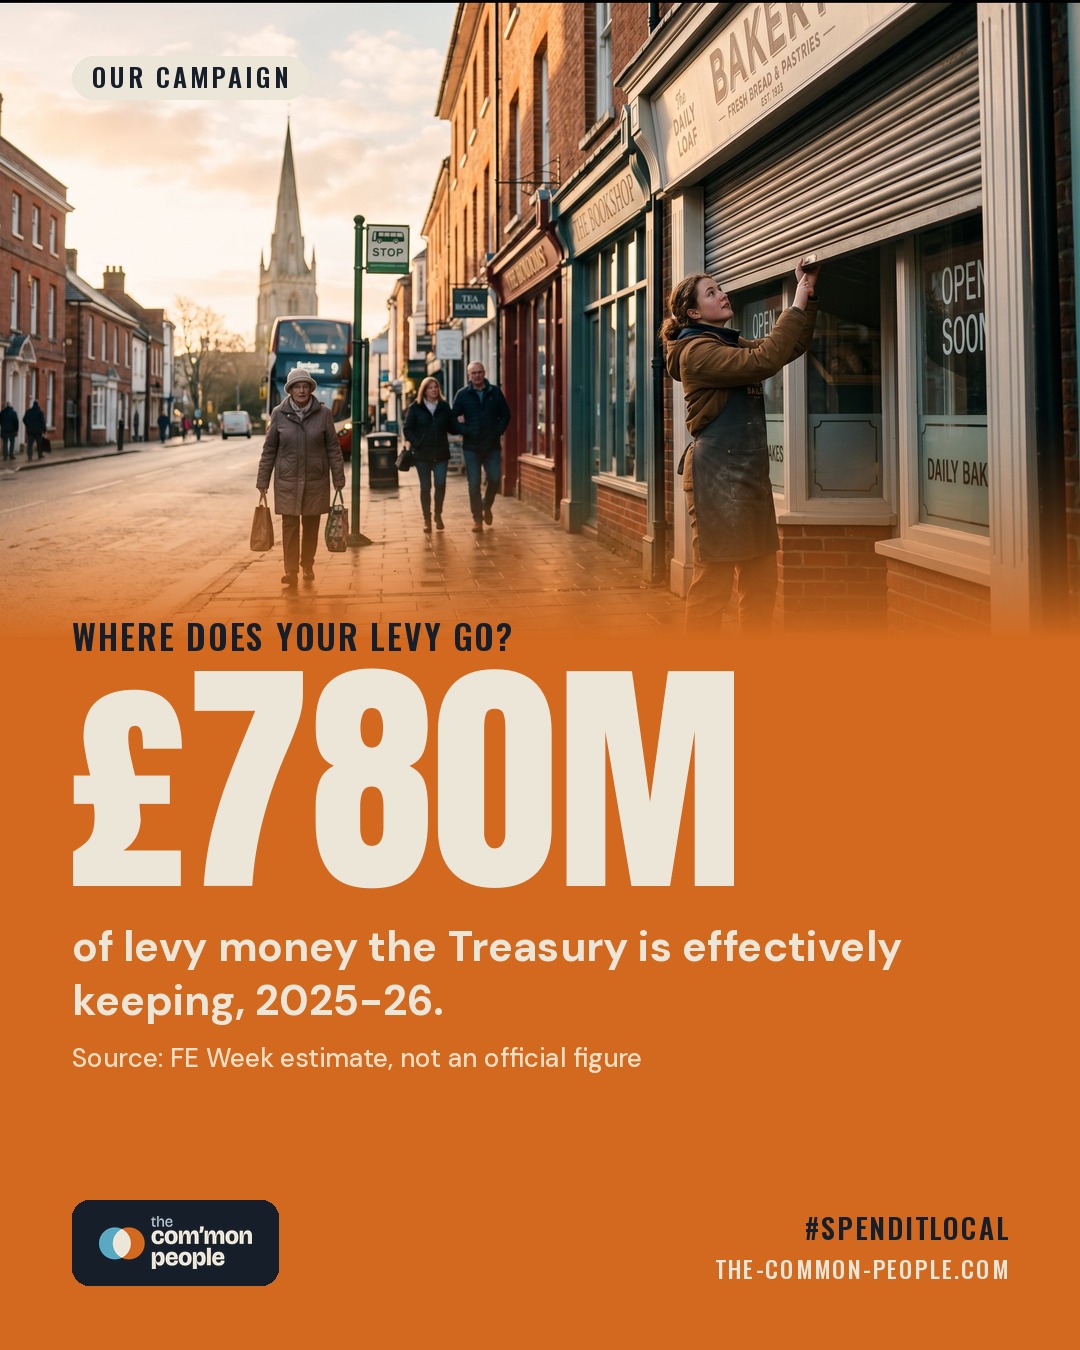 OUR CAMPAIGN
BAKERY
The
DAILY
LOAF
— FRESH BREAD & PASTRIES —
EST. 1923
THE BOOKSHOP
STOP
TEA
ROOMS
9
OPEN
OPEN
SOON
DAILY BAK
AKES
WHERE DOES YOUR LEVY GO?
£780M
of levy money the Treasury is effectively
keeping, 2025-26.
Source: FE Week estimate, not an official figure
the
com'mon
people
#SPENDITLOCAL
THE-COMMON-PEOPLE.COM